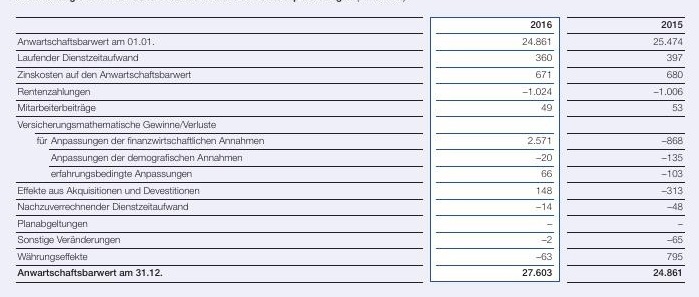 2016 2015
Anwartschaftsbarwert am 01.01. 24.861 25.474
Laufender Dienstzeitaufwand 360 397
Zinskosten auf den Anwartschaftsbarwert 671 680
Rentenzahlungen –1.024 –1.006
Mitarbeiterbeiträge 49 53
Versicherungsmathematische Gewinne/Verluste
für Anpassungen der finanzwirtschaftlichen Annahmen 2.571 –868
Anpassungen der demografischen Annahmen –20 –135
erfahrungsbedingte Anpassungen 66 –103
Effekte aus Akquisitionen und Devestitionen 148 –313
Nachzuverrechnender Dienstzeitaufwand –14 –48
Planabgeltungen – –
Sonstige Veränderungen –2 –65
Währungseffekte –63 795
Anwartschaftsbarwert am 31.12. 27.603 24.861